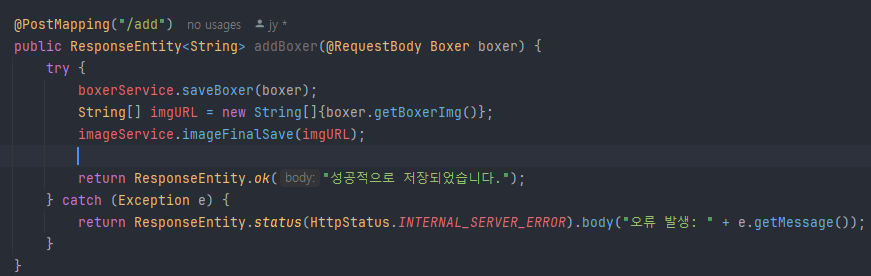 @PostMapping("/add") no usages jy *
public ResponseEntity<String> addBoxer(@RequestBody Boxer boxer) {
try {
boxerService.saveBoxer(boxer);
String[] imgURL = new String[]{boxer.getBoxerImg()};
imageService.imageFinalSave(imgURL);
return ResponseEntity.ok( body: "성공적으로 저장되었습니다.");
} catch (Exception e) {
return ResponseEntity.status(HttpStatus.INTERNAL_SERVER_ERROR).body("오류 발생: " + e.getMessage());
}
}